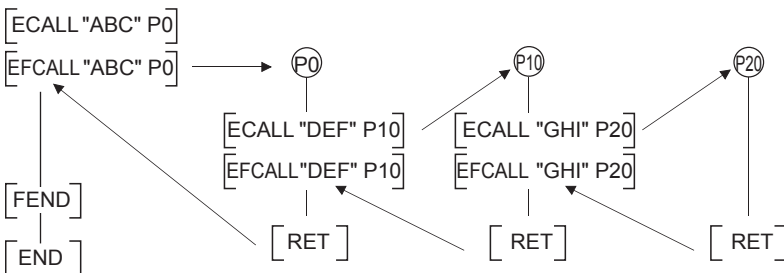 [ECALL "ABC" P0]
[EFCALL "ABC" P0]
P0
P10
P20
[ECALL "DEF" P10]
[ECALL "GHI" P20]
[EFCALL"DEF" P10]
[EFCALL "GHI" P20]
[FEND]
[RET]
[RET]
[RET]
[END]